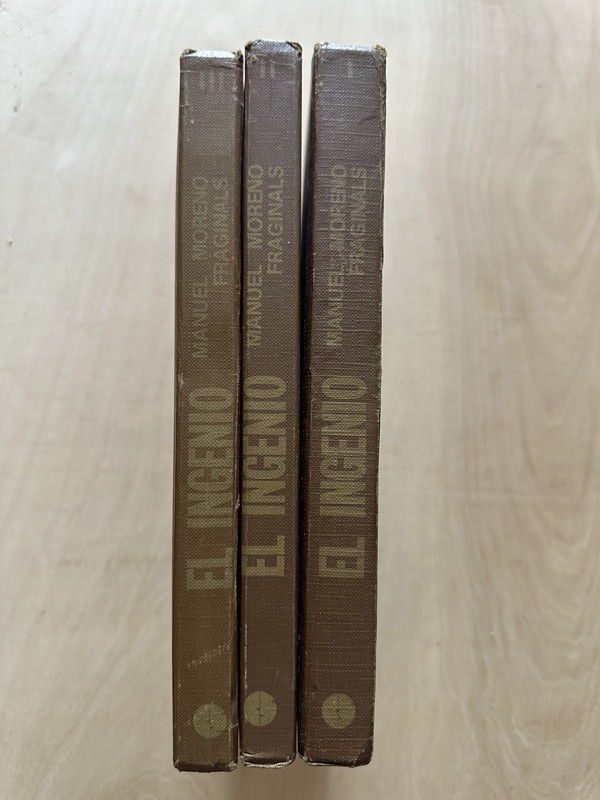 EL INGENIO
MANUEL MORENO
FRAGINALS
III
EL INGENIO
MANUEL MORENO
FRAGINALS
II
EL INGENIO
MANUEL MORENO
FRAGINALS
I